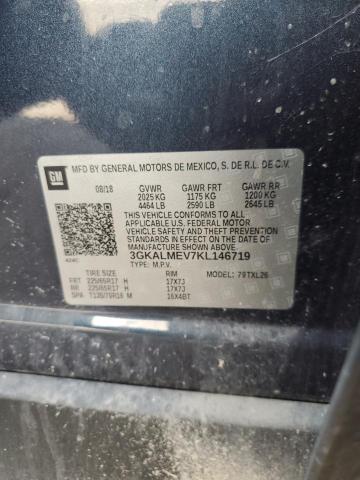 GM
MFD BY GENERAL MOTORS DE MEXICO, S. DE R.L. DE C.V.
08/18 GVWR GAWR FRT GAWR RR
2025 KG 1175 KG 1200 KG
4464 LB 2590 LB 2645 LB
THIS VEHICLE CONFORMS TO ALL
APPLICABLE U.S. FEDERAL MOTOR
VEHICLE SAFETY AND THEFT
PREVENTION STANDARDS IN EFFECT
ON THE DATE OF MANUFACTURE
SHOWN ABOVE.
424C 3GKALMEV7KL146719
TYPE: M.P.V. MODEL: 79TXL26
TIRE SIZE RIM
FRT 225/65R17 H 17X7J
RR 225/65R17 H 17X7J
SPA T135/70R16 M 16X4BT